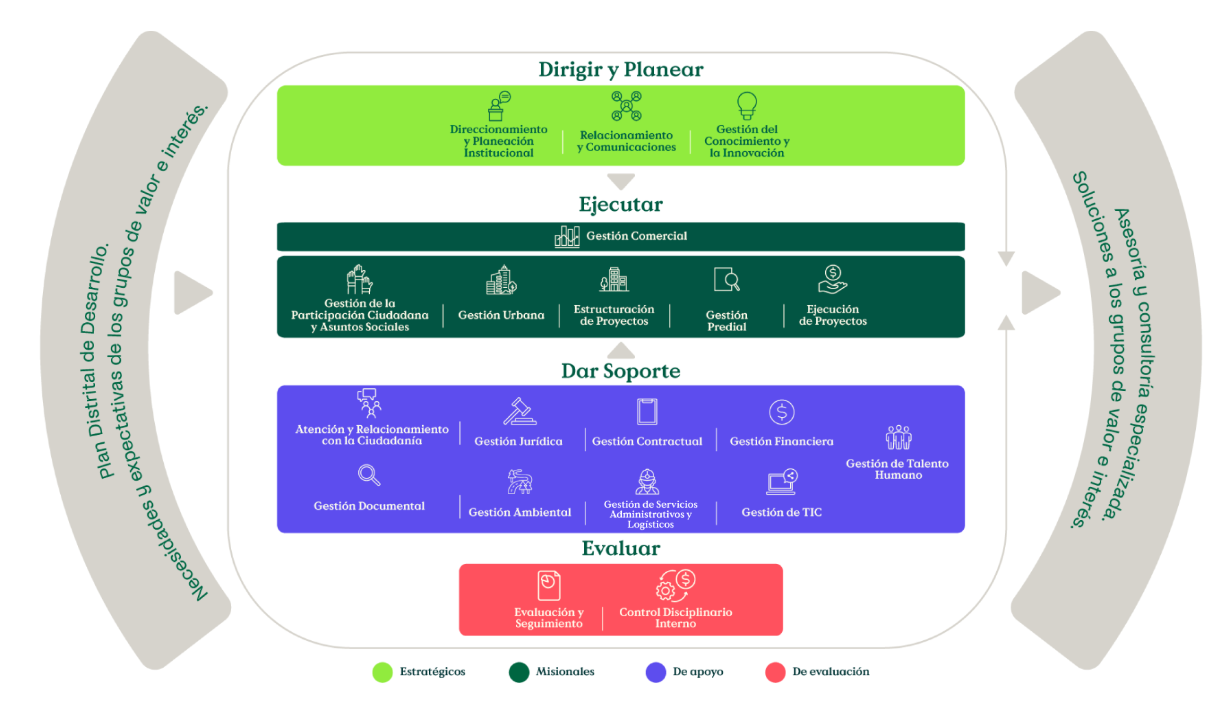 Plan Distrital de Desarrollo.
Necesidades y expectativas de los grupos de valor e interés.
Dirigir y Planear
Direccionamiento
y Planeación
Institucional
Relacionamiento
y Comunicaciones
Gestión del
Conocimiento y
la Innovación
Ejecutar
Gestión Comercial
Gestión de la
Participación Ciudadana
y Asuntos Sociales
Gestión Urbana
Estructuración
de Proyectos
Gestión
Predial
Ejecución
de Proyectos
Dar Soporte
Atención y Relacionamiento
con la Ciudadanía
Gestión Jurídica
Gestión Contractual
Gestión Financiera
Gestión de Talento
Humano
Gestión Documental
Gestión Ambiental
Gestión de Servicios
Administrativos y
Logísticos
Gestión de TIC
Evaluar
Evaluación y
Seguimiento
Control Disciplinario
Interno
Asesoría y consultoría especializada.
Soluciones a los grupos de valor e interés.
Estratégicos
Misionales
De apoyo
De evaluación